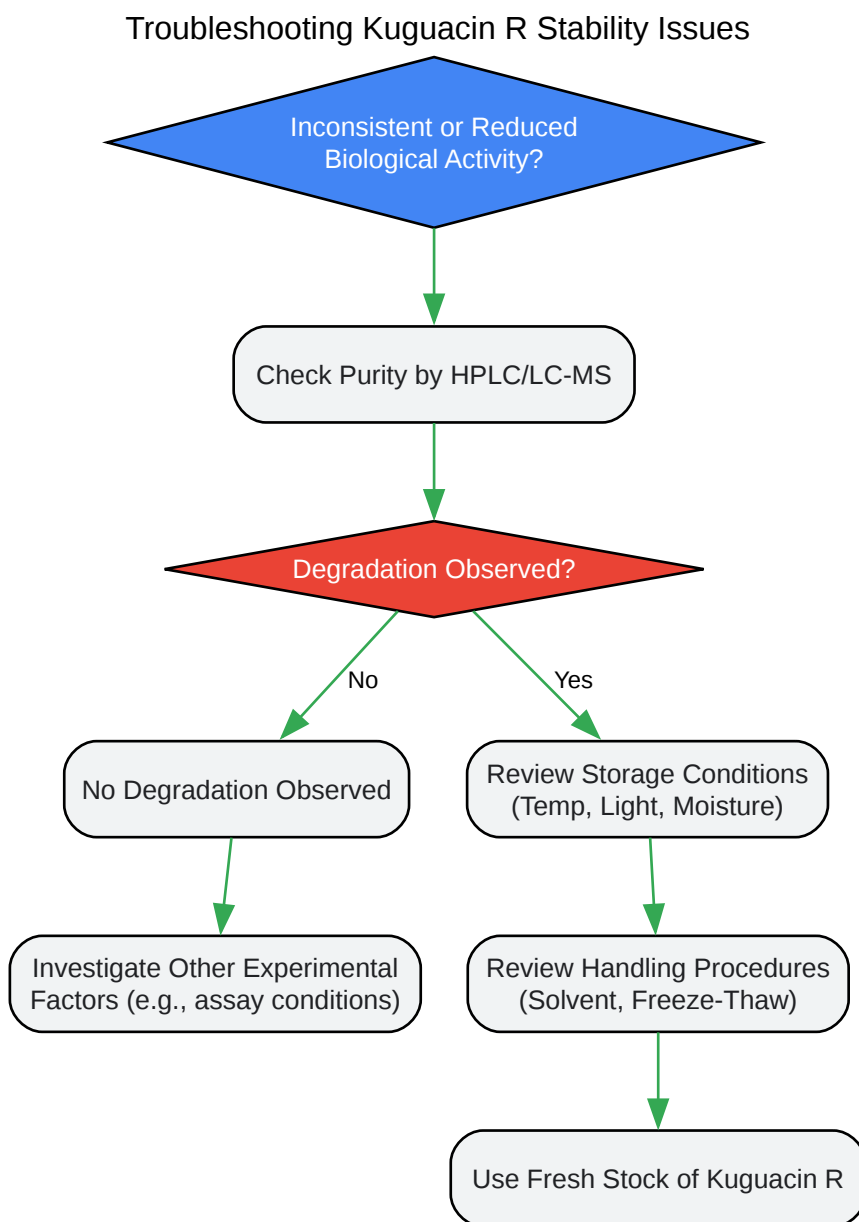 Troubleshooting Kuguacin R Stability Issues
Inconsistent or Reduced
Biological Activity?
Check Purity by HPLC/LC-MS
Degradation Observed?
No
Yes
No Degradation Observed
Review Storage Conditions
(Temp, Light, Moisture)
Investigate Other Experimental
Factors (e.g., assay conditions)
Review Handling Procedures
(Solvent, Freeze-Thaw)
Use Fresh Stock of Kuguacin R